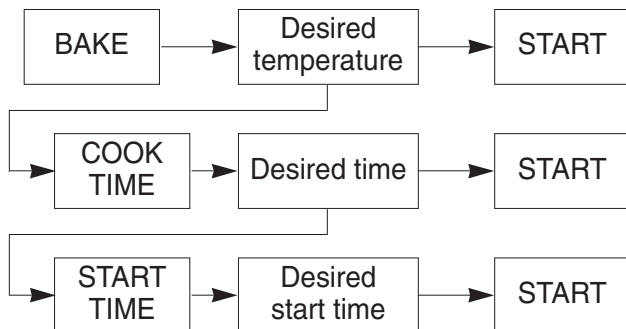 BAKE
Desired
temperature
START
COOK
TIME
Desired time
START
START
TIME
Desired
start time
START